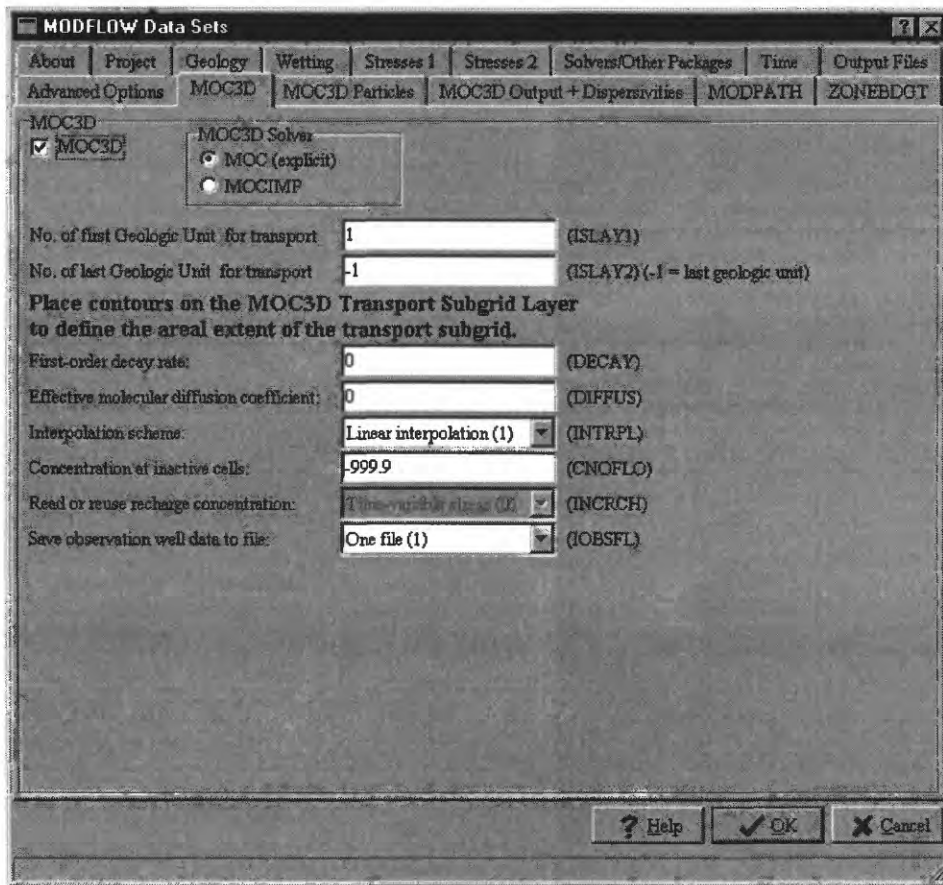 MODFLOW Data Sets
About Project Geology Wetting Stresses 1 Stresses 2 Solvers/Other Packages Time Output Files
Advanced Options MOC3D MOC3D Particles MOC3D Output + Dispersivities MODPATH ZONEBDGT
MOC3D
MOC3D
MOC3D Solver
MOC (explicit)
MOCIMP
No. of first Geologic Unit for transport 1 (ISLAY1)
No. of last Geologic Unit for transport -1 (ISLAY2) (-1 = last geologic unit)
Place contours on the MOC3D Transport Subgrid Layer
to define the areal extent of the transport subgrid.
First-order decay rate: 0 (DECAY)
Effective molecular diffusion coefficient: 0 (DIFFUS)
Interpolation scheme: Linear interpolation (1) (INTRPL)
Concentration at inactive cells: -999.9 (CNOFLO)
Read or reuse recharge concentration: (INCRCH)
Save observation well data to file: One file (1) (IOBSFL)
? Help OK Cancel